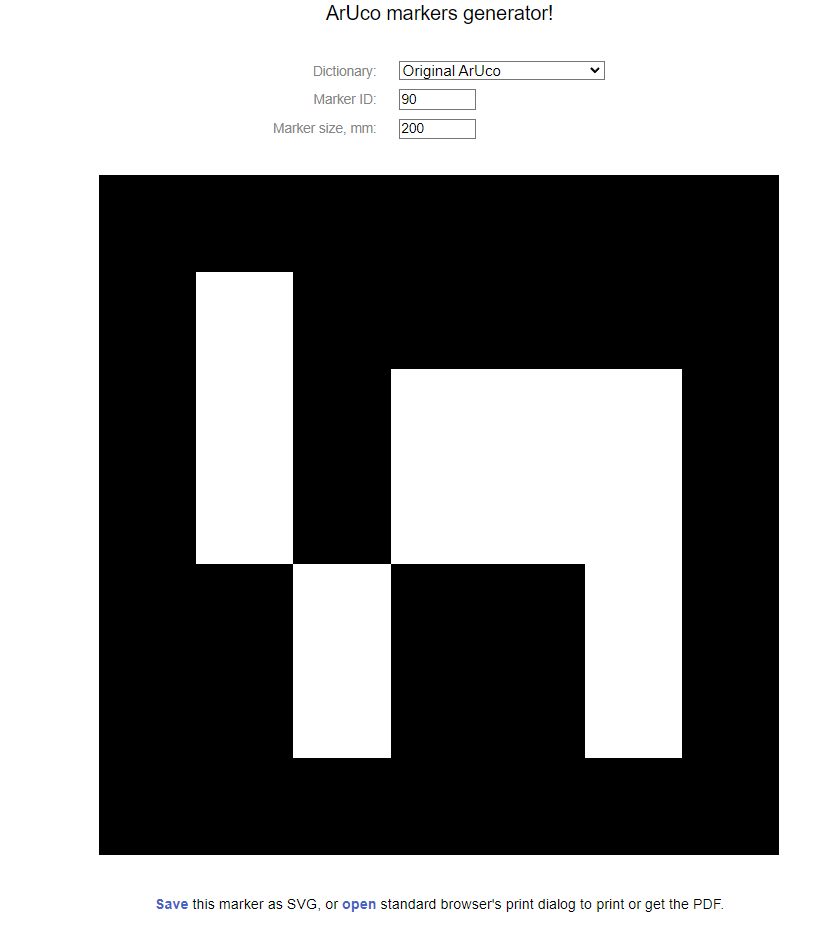 ArUco markers generator!
Dictionary: Original ArUco
Marker ID: 90
Marker size, mm: 200
Save this marker as SVG, or open standard browser's print dialog to print or get the PDF.